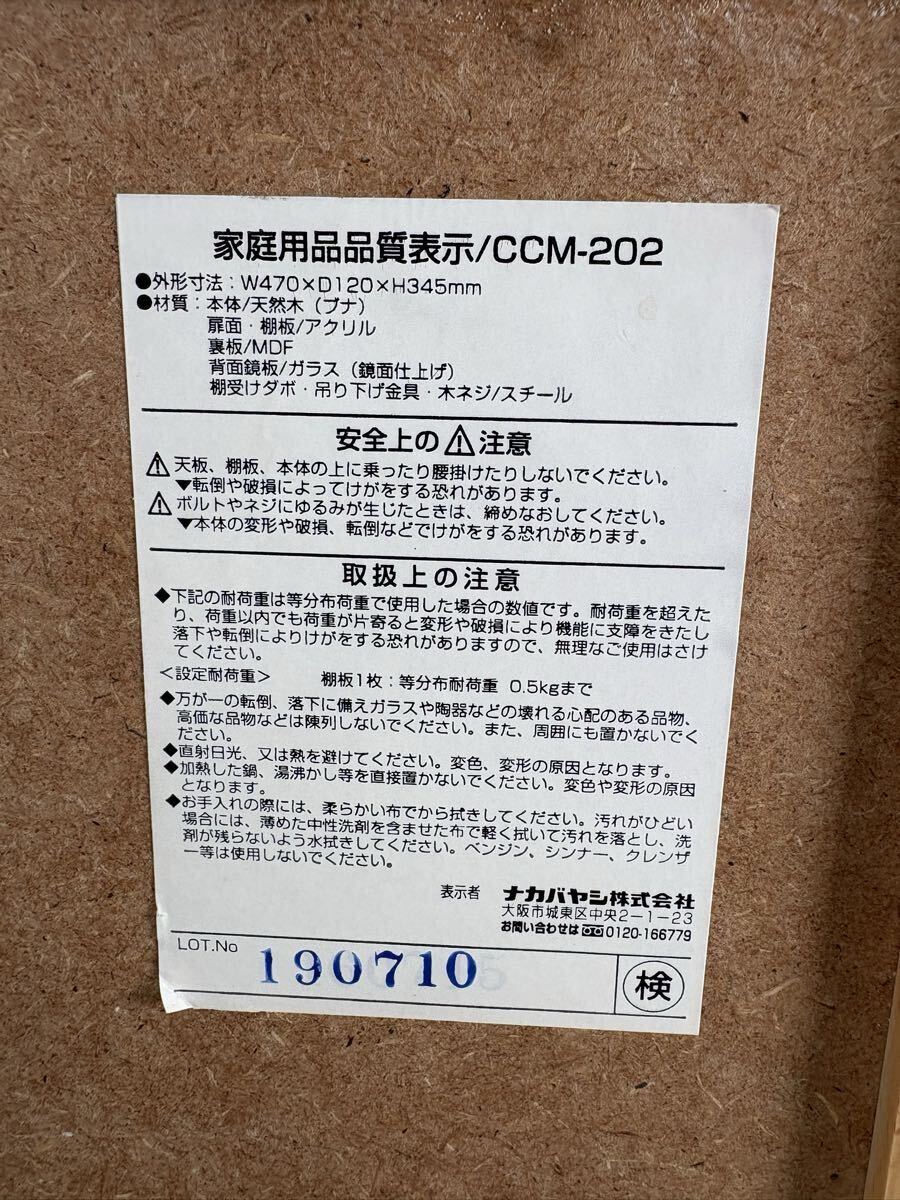 家庭用品品質表示/CCM-202
●外形寸法：W470×D120×H345mm
●材質：本体/天然木（ブナ）
扉面・棚板/アクリル
裏板/MDF
背面鏡板/ガラス（鏡面仕上げ）
棚受けダボ・吊り下げ金具・木ネジ/スチール
安全上の⚠注意
⚠天板、棚板、本体の上に乗ったり腰掛けたりしないでください。
▼転倒や破損によってけがをする恐れがあります。
⚠ボルトやネジにゆるみが生じたときは、締めなおしてください。
▼本体の変形や破損、転倒などでけがをする恐れがあります。
取扱上の注意
◆下記の耐荷重は等分布荷重で使用した場合の数値です。耐荷重を超えた
り、荷重以内でも荷重が片寄ると変形や破損により機能に支障をきたし
落下や転倒によりけがをする恐れがありますので、無理なご使用はさけ
てください。
＜設定耐荷重＞ 棚板1枚：等分布耐荷重 0.5kgまで
◆万が一の転倒、落下に備えガラスや陶器などの壊れる心配のある品物、
高価な品物などは陳列しないでください。また、周囲にも置かないでく
ださい。
◆直射日光、又は熱を避けてください。変色、変形の原因となります。
◆加熱した鍋、湯沸かし等を直接置かないでください。変色や変形の原因
となります。
◆お手入れの際には、柔らかい布でから拭きしてください。汚れがひどい
場合には、薄めた中性洗剤を含ませた布で軽く拭いて汚れを落とし、洗
剤が残らないよう水拭きしてください。ベンジン、シンナー、クレンザ
ー等は使用しないでください。
表示者 ナカバヤシ株式会社
大阪市城東区中央2-1-23
お問い合わせは 0120-166779
LOT.No
190710
検